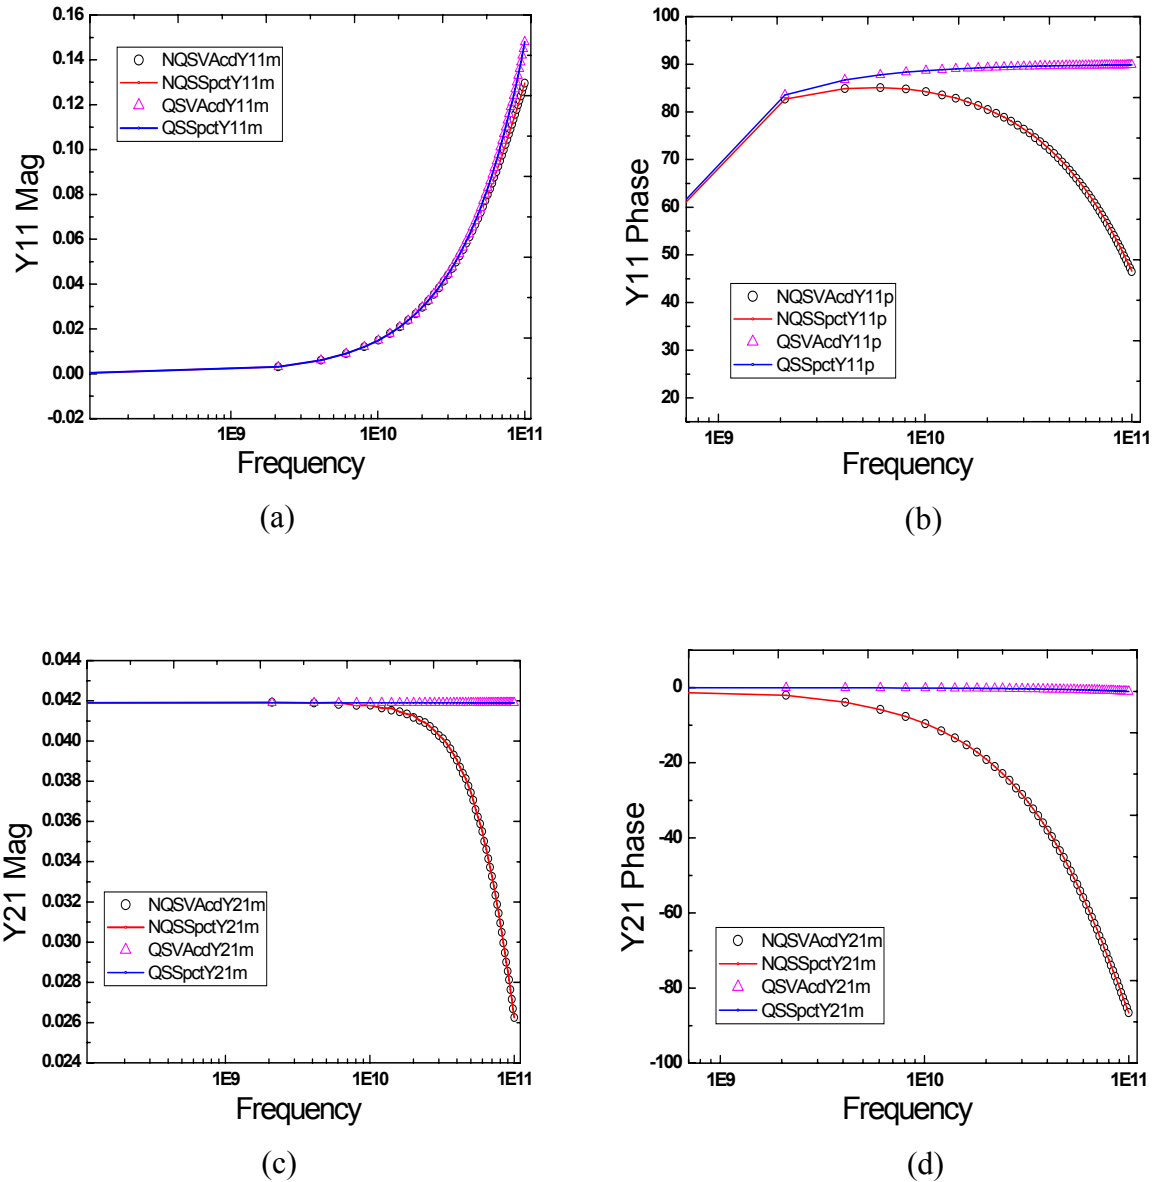 0.16
0.14
0.12
0.10
0.08
0.06
0.04
0.02
0.00
-0.02
Y11 Mag
NQSVAcdY11m
NQSSpctY11m
QSVAcdY11m
QSSpctY11m
1E9
1E10
1E11
Frequency
(a)
100
90
80
70
60
50
40
30
20
Y11 Phase
NQSVAcdY11p
NQSSpctY11p
QSVAcdY11p
QSSpctY11p
1E9
1E10
1E11
Frequency
(b)
0.044
0.042
0.040
0.038
0.036
0.034
0.032
0.030
0.028
0.026
0.024
Y21 Mag
NQSVAcdY21m
NQSSpctY21m
QSVAcdY21m
QSSpctY21m
1E9
1E10
1E11
Frequency
(c)
0
-20
-40
-60
-80
-100
Y21 Phase
NQSVAcdY21m
NQSSpctY21m
QSVAcdY21m
QSSpctY21m
1E9
1E10
1E11
Frequency
(d)